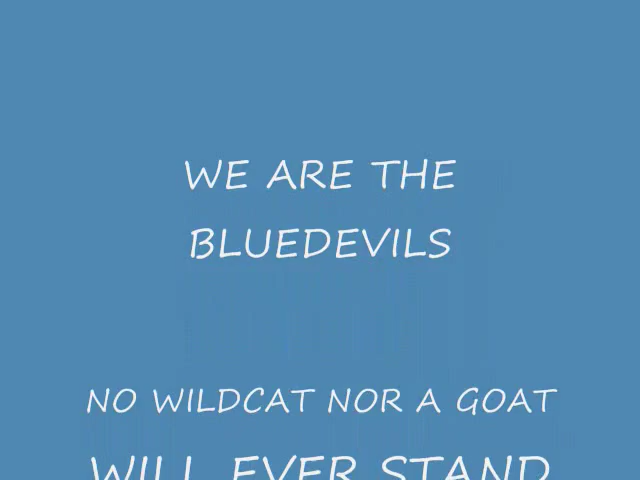 WE ARE THE
BLUEDEVILS
NO WILDCAT NOR A GOAT
WILL EVER STAND